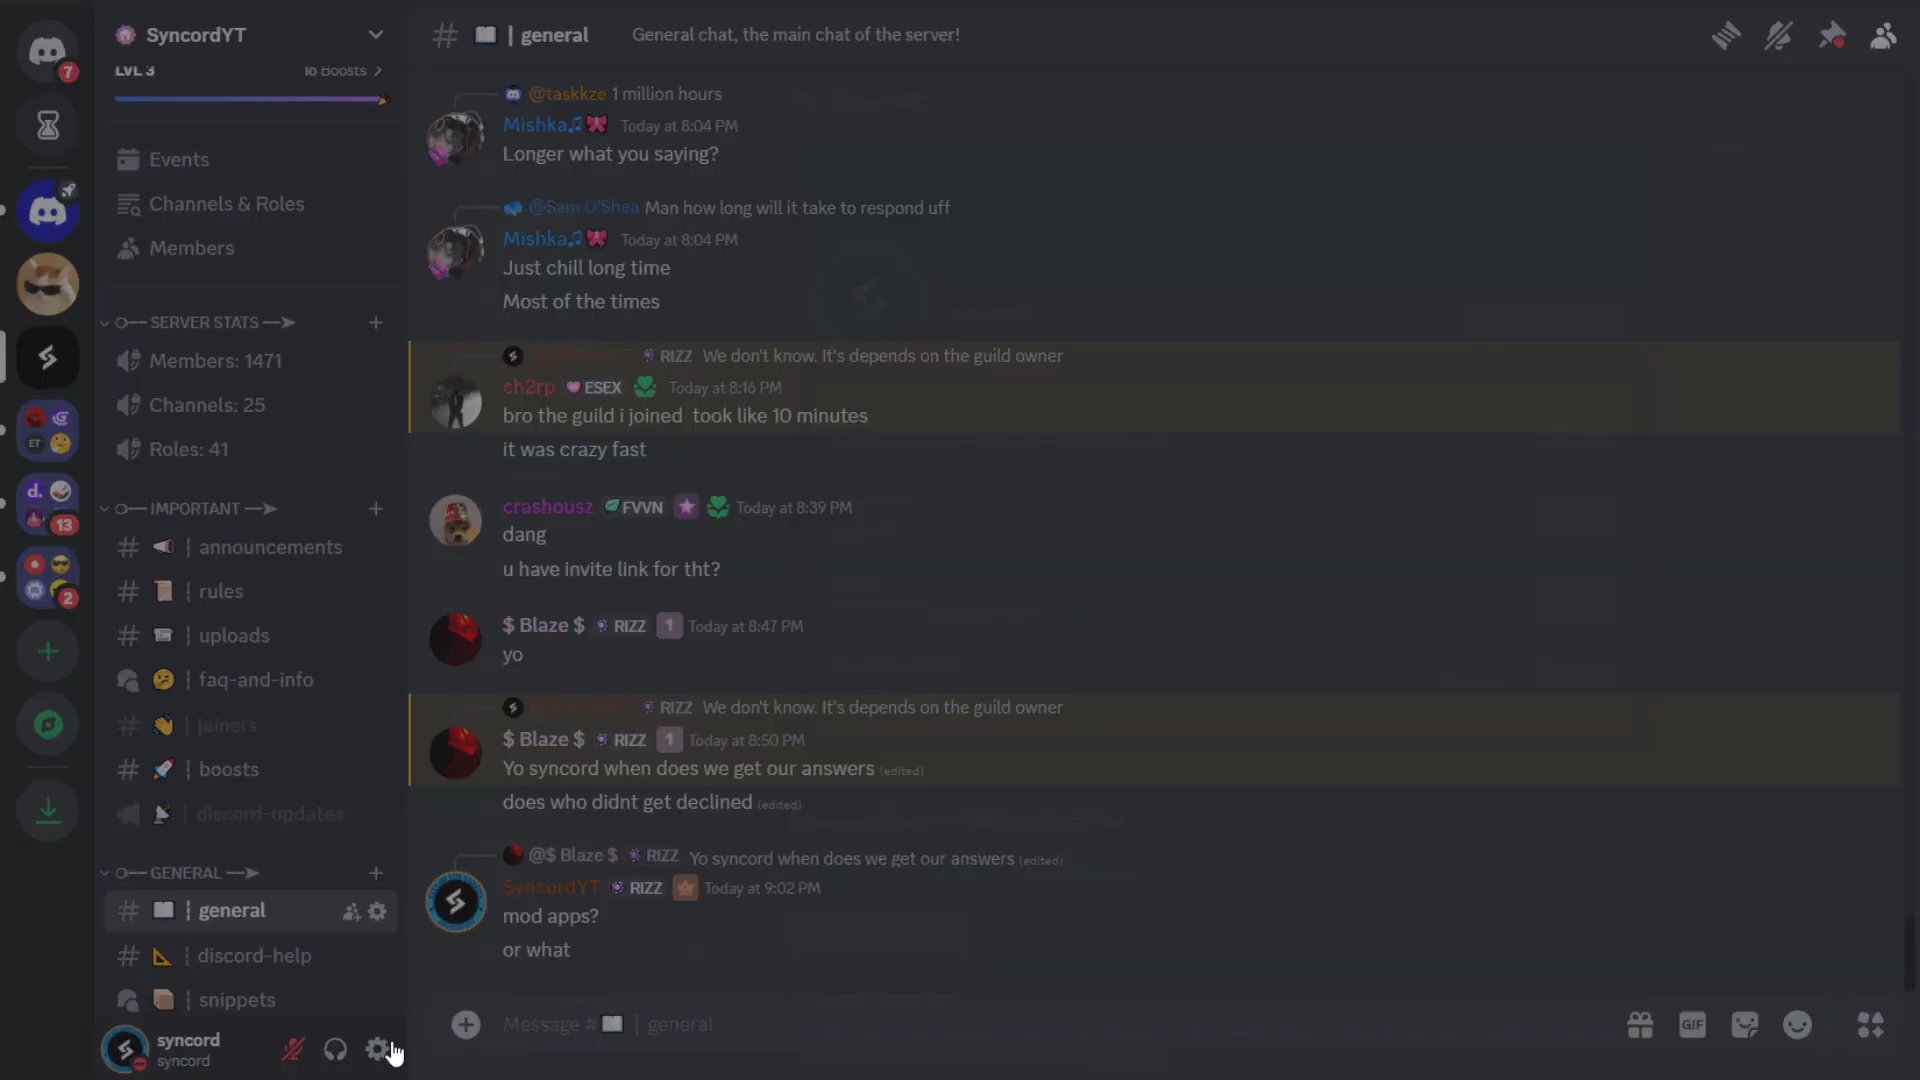 7
13
2
d.
ET
SyncordYT
LVL 3
16 Boosts
Events
Channels & Roles
Members
SERVER STATS
Members: 1471
Channels: 25
Roles: 41
IMPORTANT
announcements
rules
uploads
faq-and-info
joiners
boosts
discord-updates
GENERAL
general
discord-help
snippets
syncord
syncord
# | general General chat, the main chat of the server!
@taskkze 1 million hours
Mishka♫ Today at 8:04 PM
Longer what you saying?
@Sam O'Shea Man how long will it take to respond uff
Mishka♫ Today at 8:04 PM
Just chill long time
Most of the times
RIZZ We don't know. It's depends on the guild owner
ch2rp ESEX Today at 8:16 PM
bro the guild i joined took like 10 minutes
it was crazy fast
crashousz FVVN Today at 8:39 PM
dang
u have invite link for tht?
$ Blaze $ RIZZ 1 Today at 8:47 PM
yo
RIZZ We don't know. It's depends on the guild owner
$ Blaze $ RIZZ 1 Today at 8:50 PM
Yo syncord when does we get our answers (edited)
does who didnt get declined (edited)
@$ Blaze $ RIZZ Yo syncord when does we get our answers (edited)
SyncordYT RIZZ Today at 9:02 PM
mod apps?
or what
Message # | general
GIF